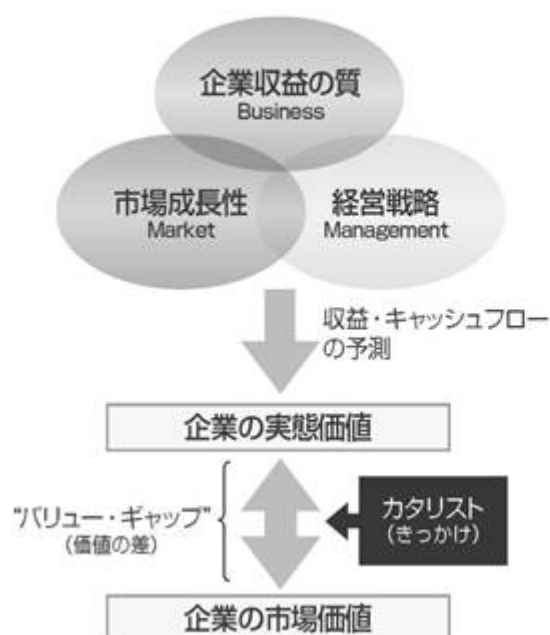 企業収益の質
Business
市場成長性
Market
経営戦略
Management
収益・キャッシュフロー
の予測
企業の実態価値
“バリュー・ギャップ”
(価値の差)
カタリスト
(きっかけ)
企業の市場価値